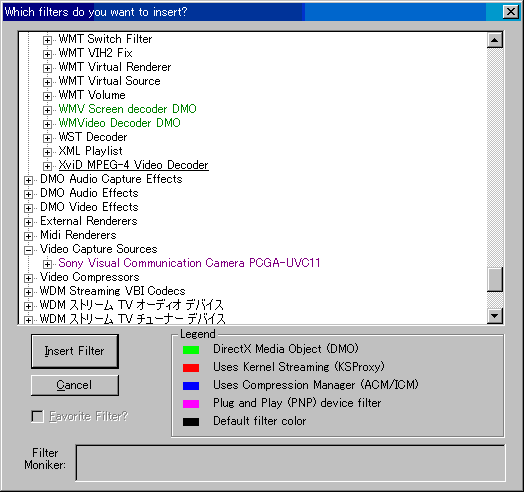 Which filters do you want to insert?
WMT Switch Filter
WMT VIH2 Fix
WMT Virtual Renderer
WMT Virtual Source
WMT Volume
WMV Screen decoder DMO
WMVideo Decoder DMO
WST Decoder
XML Playlist
XviD MPEG-4 Video Decoder
DMO Audio Capture Effects
DMO Audio Effects
DMO Video Effects
External Renderers
Midi Renderers
Video Capture Sources
Sony Visual Communication Camera PCGA-UVC11
Video Compressors
WDM Streaming VBI Codecs
WDM ストリーム TV オーディオ デバイス
WDM ストリーム TV チューナー デバイス
Insert Filter
Cancel
Favorite Filter?
Legend
DirectX Media Object (DMO)
Uses Kernel Streaming (KSProxy)
Uses Compression Manager (ACM/ICM)
Plug and Play (PNP) device filter
Default filter color
Filter
Moniker: